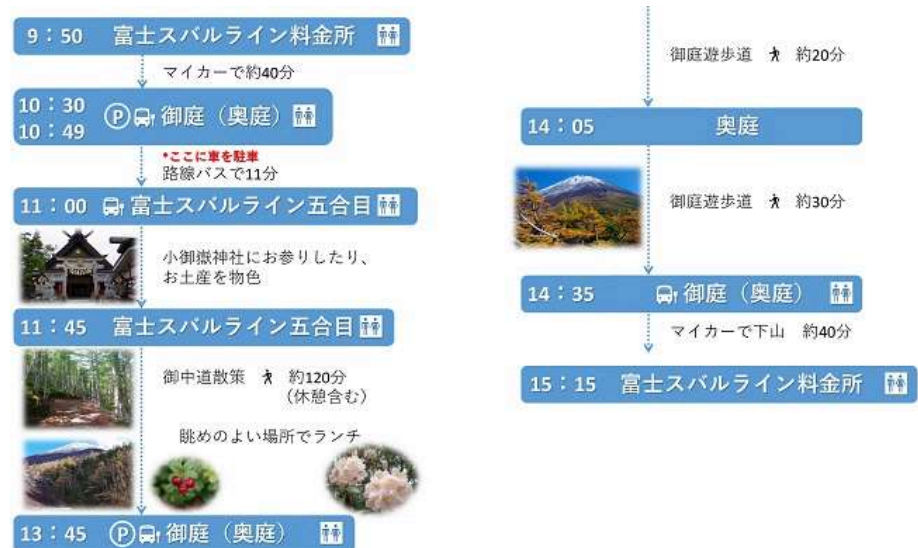 9：50 富士スバルライン料金所
マイカーで約40分
10：30
10：49
Ⓟ 御庭（奥庭）
*ここに車を駐車
路線バスで11分
11：00 富士スバルライン五合目
小御嶽神社にお参りしたり、
お土産を物色
11：45 富士スバルライン五合目
御中道散策 約120分
（休憩含む）
眺めのよい場所でランチ
13：45 Ⓟ 御庭（奥庭）
御庭遊歩道 約20分
14：05 奥庭
御庭遊歩道 約30分
14：35 御庭（奥庭）
マイカーで下山 約40分
15：15 富士スバルライン料金所